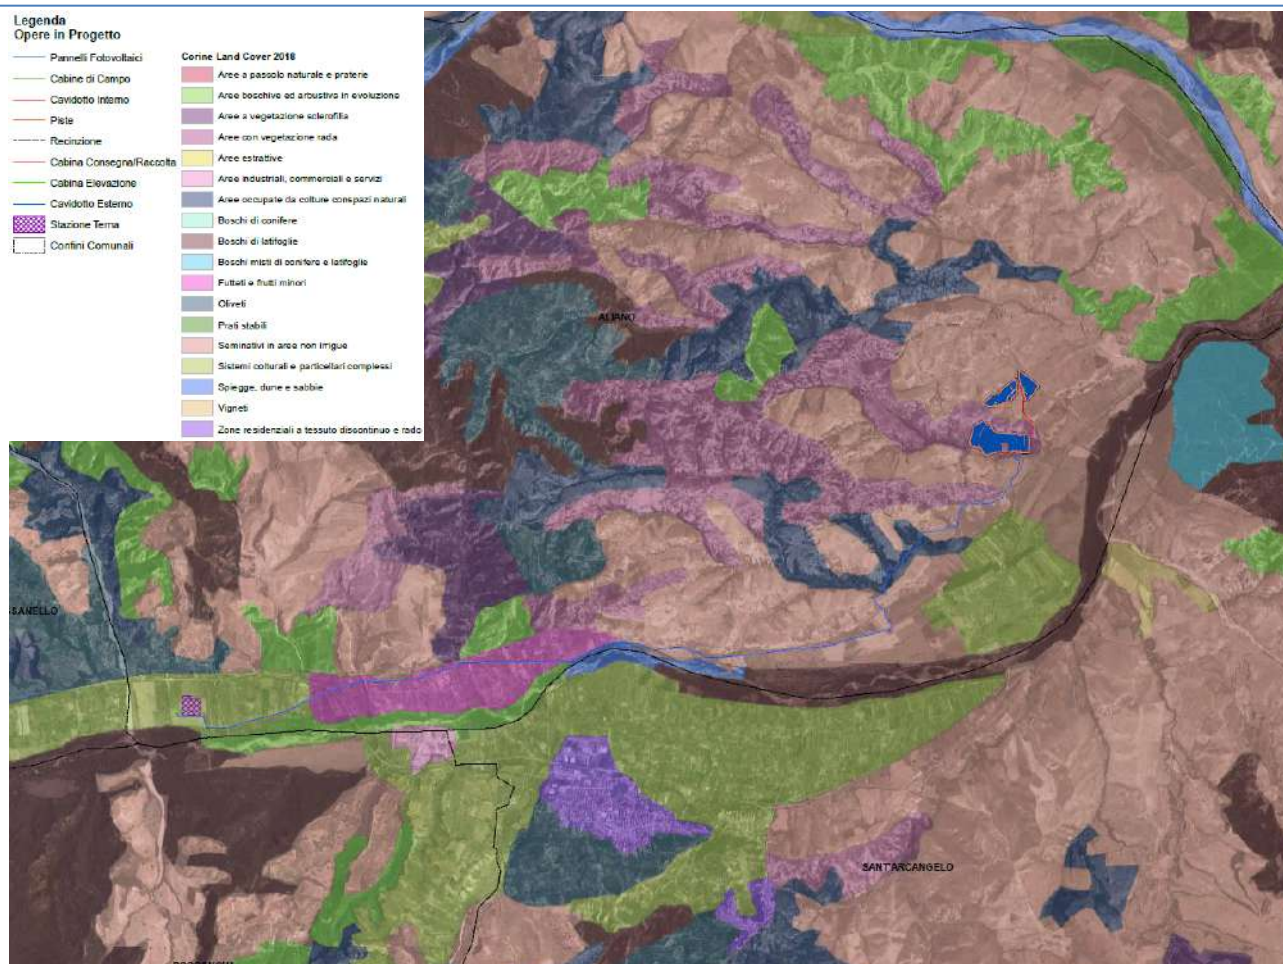 Legenda
Opere in Progetto
Pannelli Fotovoltaici
Cabine di Campo
Cavidotto Interno
Piste
Recinzione
Cabina Consegna/Raccolta
Cabina Elevazione
Cavidotto Esterno
Stazione Terna
Confini Comunali
Corine Land Cover 2018
Aree a pascolo naturale e praterie
Aree boschive ed arbustive in evoluzione
Aree a vegetazione sclerofilla
Aree con vegetazione rada
Aree estrattive
Aree industriali, commerciali e servizi
Aree occupate da colture con spazi naturali
Boschi di conifere
Boschi di latifoglie
Boschi misti di conifere e latifoglie
Frutteti e frutti minori
Oliveti
Prati stabili
Seminativi in aree non irrigue
Sistemi colturali e particellari complessi
Spiagge, dune e sabbie
Vigneti
Zone residenziali a tessuto discontinuo e rado
ALIANO
SANT'ARCANGELO